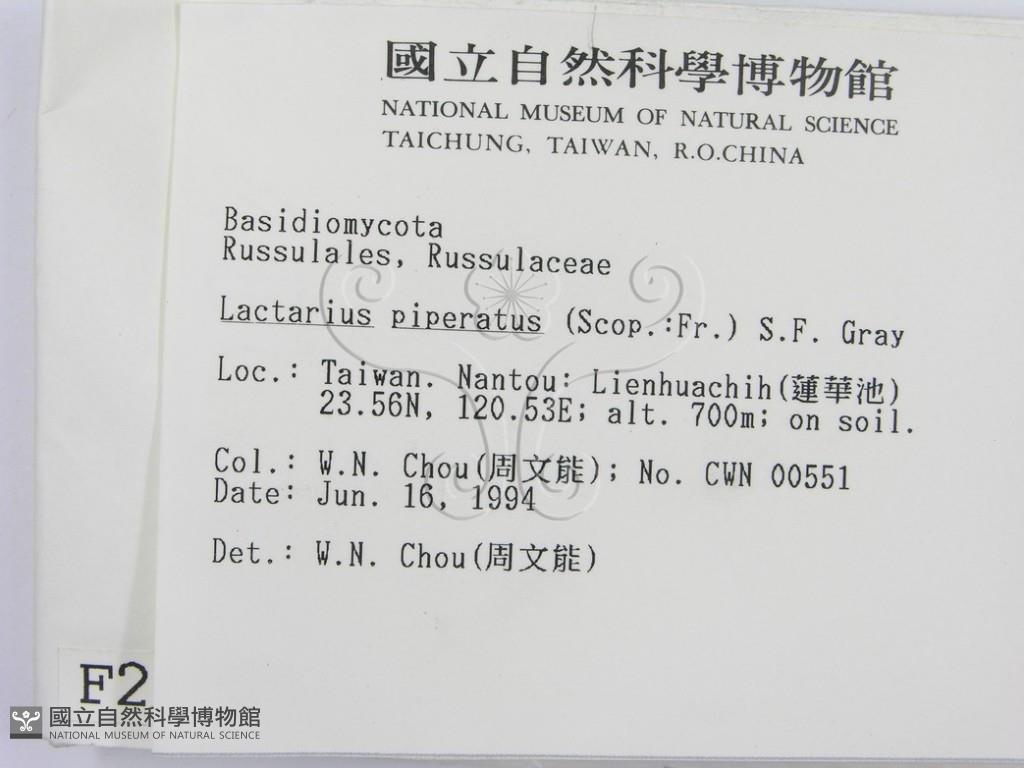 國立自然科學博物館
NATIONAL MUSEUM OF NATURAL SCIENCE
TAICHUNG, TAIWAN, R.O.CHINA
Basidiomycota
Russulales, Russulaceae
Lactarius piperatus (Scop.:Fr.) S.F. Gray
Loc.: Taiwan. Nantou: Lienhuachih(蓮華池)
23.56N, 120.53E; alt. 700m; on soil.
Col.: W.N. Chou(周文能); No. CWN 00551
Date: Jun. 16, 1994
Det.: W.N. Chou(周文能)
F2
國立自然科學博物館
NATIONAL MUSEUM OF NATURAL SCIENCE